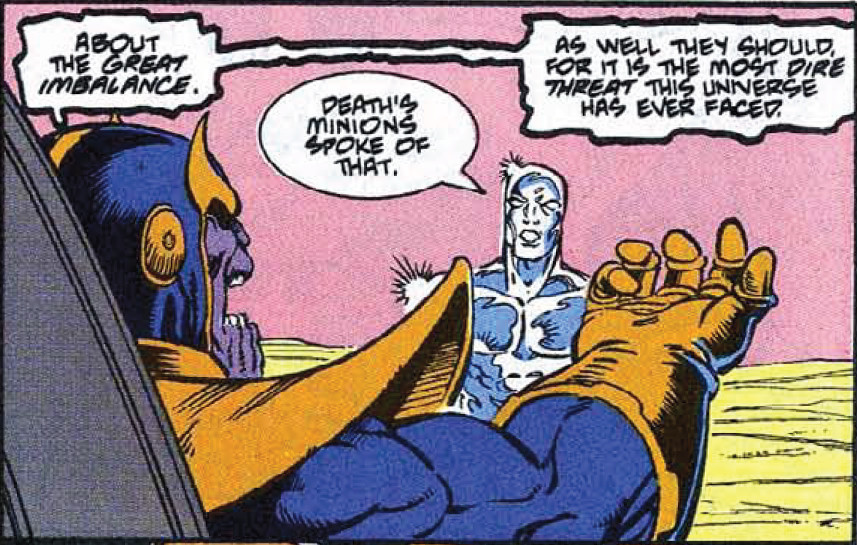 ABOUT
THE GREAT
IMBALANCE.
DEATH'S
MINIONS
SPOKE OF
THAT.
AS WELL THEY SHOULD,
FOR IT IS THE MOST DIRE
THREAT THIS UNIVERSE
HAS EVER FACED.